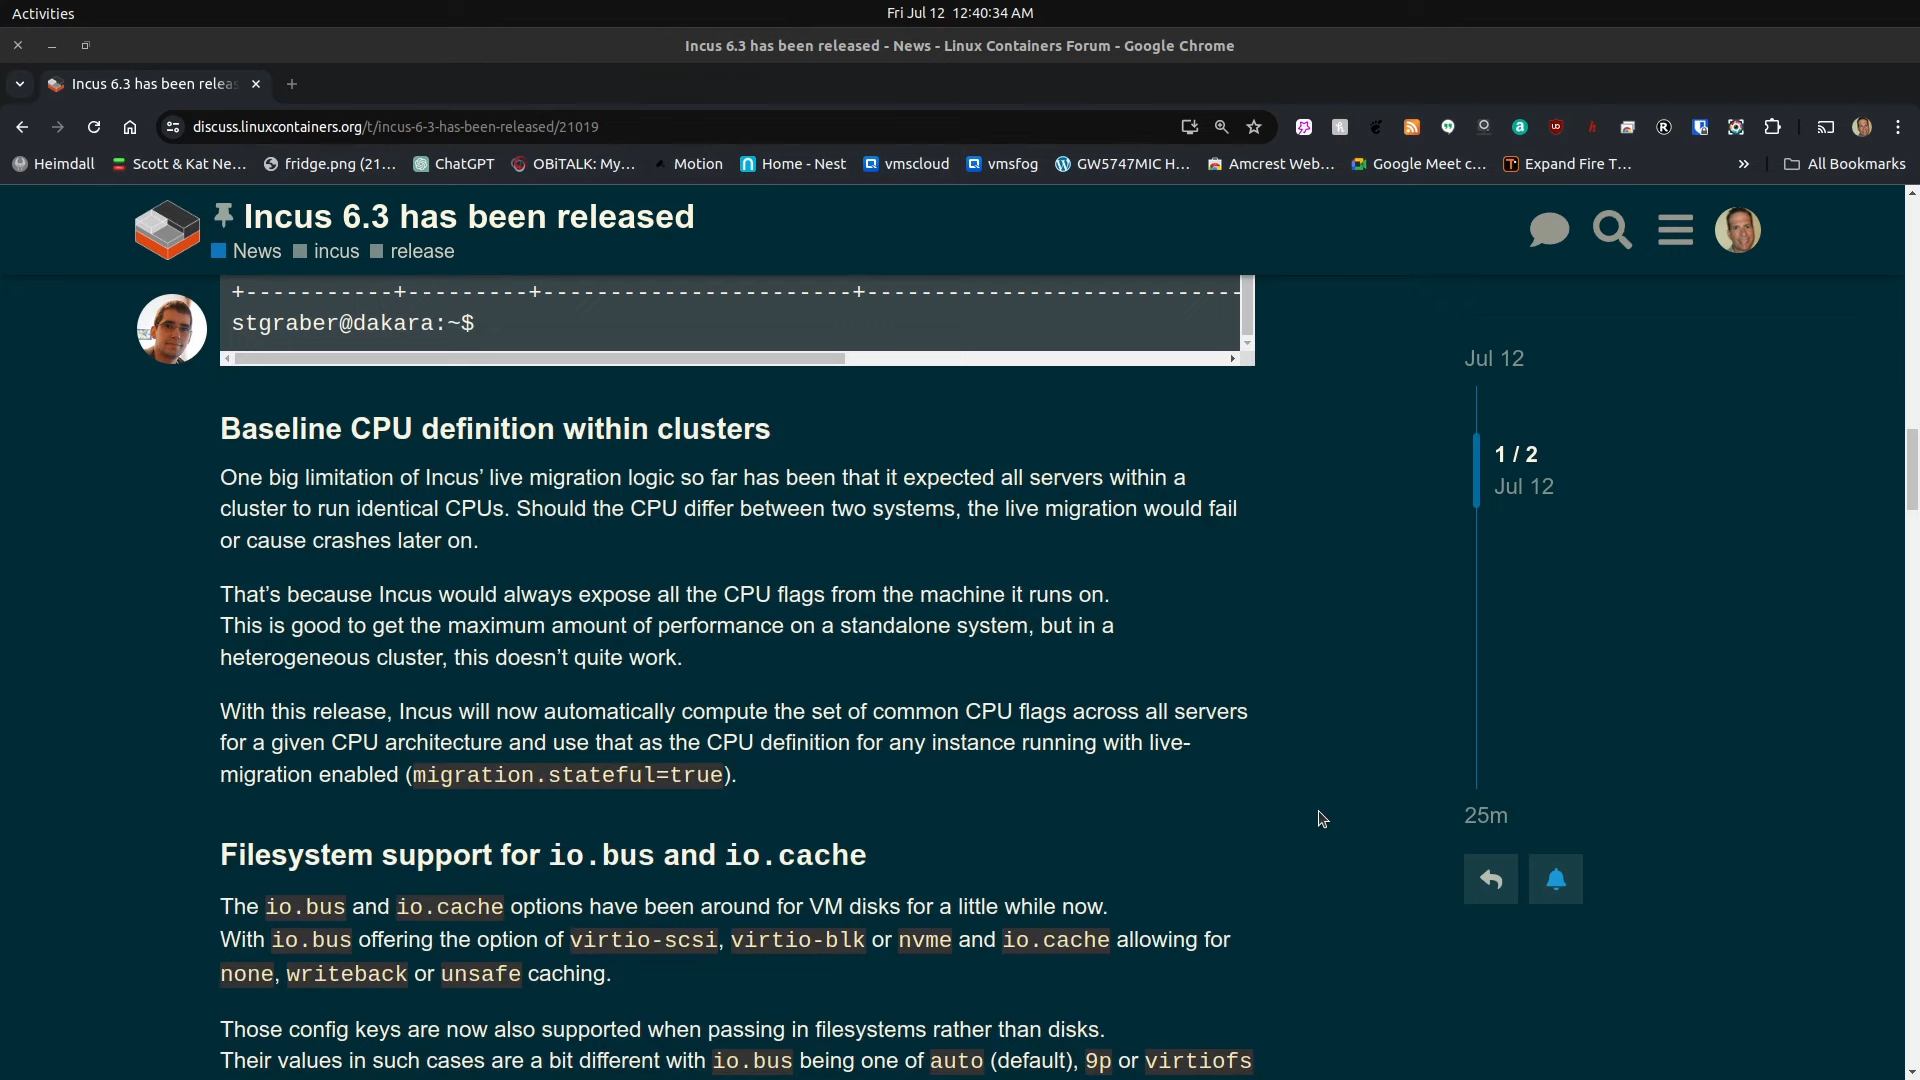 Activities
Fri Jul 12 12:40:34 AM
Incus 6.3 has been released - News - Linux Containers Forum - Google Chrome
Incus 6.3 has been releas
discuss.linuxcontainers.org/t/incus-6-3-has-been-released/21019
Heimdall
Scott & Kat Ne...
fridge.png (21...
ChatGPT
OBiTALK: My...
Motion
Home - Nest
vmscloud
vmsfog
GW5747MIC H...
Amcrest Web...
Google Meet c...
Expand Fire T...
»
All Bookmarks
Incus 6.3 has been released
News incus release
+-----------+---------+-----------------------+----------------------------
stgraber@dakara:~$
Baseline CPU definition within clusters
One big limitation of Incus’ live migration logic so far has been that it expected all servers within a
cluster to run identical CPUs. Should the CPU differ between two systems, the live migration would fail
or cause crashes later on.
That’s because Incus would always expose all the CPU flags from the machine it runs on.
This is good to get the maximum amount of performance on a standalone system, but in a
heterogeneous cluster, this doesn’t quite work.
With this release, Incus will now automatically compute the set of common CPU flags across all servers
for a given CPU architecture and use that as the CPU definition for any instance running with live-
migration enabled (migration.stateful=true).
Filesystem support for io.bus and io.cache
The io.bus and io.cache options have been around for VM disks for a little while now.
With io.bus offering the option of virtio-scsi, virtio-blk or nvme and io.cache allowing for
none, writeback or unsafe caching.
Those config keys are now also supported when passing in filesystems rather than disks.
Their values in such cases are a bit different with io.bus being one of auto (default), 9p or virtiofs
Jul 12
1 / 2
Jul 12
25m